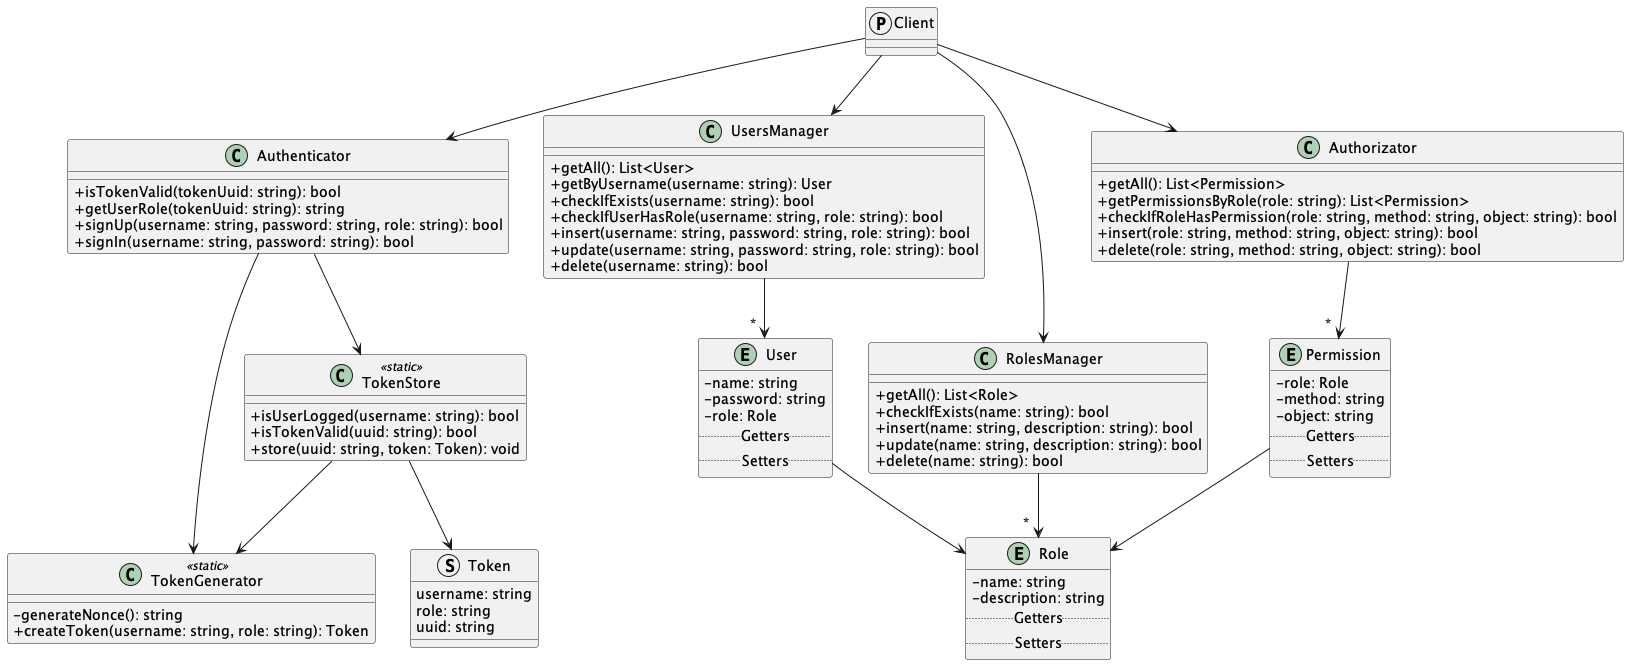 P Client
C Authenticator
+isTokenValid(tokenUuid: string): bool
+getUserRole(tokenUuid: string): string
+signUp(username: string, password: string, role: string): bool
+signIn(username: string, password: string): bool
C UsersManager
+getAll(): List<User>
+getByUsername(username: string): User
+checkIfExists(username: string): bool
+checkIfUserHasRole(username: string, role: string): bool
+insert(username: string, password: string, role: string): bool
+update(username: string, password: string, role: string): bool
+delete(username: string): bool
C Authorizator
+getAll(): List<Permission>
+getPermissionsByRole(role: string): List<Permission>
+checkIfRoleHasPermission(role: string, method: string, object: string): bool
+insert(role: string, method: string, object: string): bool
+delete(role: string, method: string, object: string): bool
C «static»
TokenStore
+isUserLogged(username: string): bool
+isTokenValid(uuid: string): bool
+store(uuid: string, token: Token): void
*
E User
-name: string
-password: string
-role: Role
Getters
Setters
C RolesManager
+getAll(): List<Role>
+checkIfExists(name: string): bool
+insert(name: string, description: string): bool
+update(name: string, description: string): bool
+delete(name: string): bool
*
E Permission
-role: Role
-method: string
-object: string
Getters
Setters
C «static»
TokenGenerator
-generateNonce(): string
+createToken(username: string, role: string): Token
S Token
username: string
role: string
uuid: string
*
E Role
-name: string
-description: string
Getters
Setters